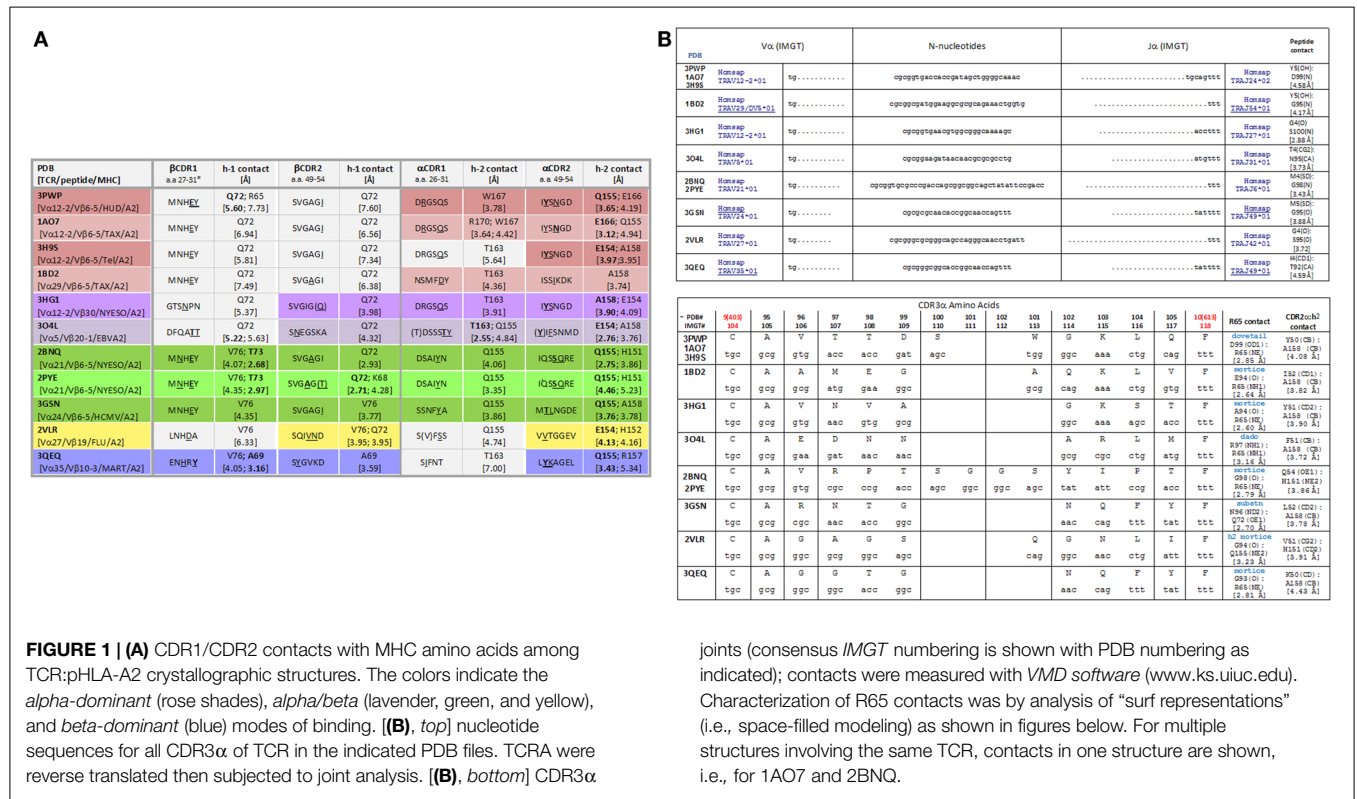 A
PDB βCDR1 h-1 contact βCDR2 h-1 contact αCDR1 h-2 contact αCDR2 h-2 contact
[TCR/peptide/MHC] a.a 27-31* [Å] a.a. 49-54 [Å] a.a. 26-31 [Å] a.a. 49-54 [Å]
3PWP MNHEY Q72; R65 SVGAGI Q72 DRGSQS W167 IYSNGD Q155; E166
[Vα12-2/Vβ6-5/HUD/A2] [5.60; 7.73] [7.60] [3.78] [3.65; 4.19]
1AO7 MNHEY Q72 SVGAGI Q72 DRGSQS R170; W167 IYSNGD E166; Q155
[Vα12-2/Vβ6-5/TAX/A2] [6.94] [6.56] [3.64; 4.42] [3.12; 4.94]
3H9S MNHEY Q72 SVGAGI Q72 DRGSQS T163 IYSNGD E154; A158
[Vα12-2/Vβ6-5/Tel/A2] [5.81] [7.34] [5.64] [3.97;3.95]
1BD2 MNHEY Q72 SVGAGI Q72 NSMFDY T163 ISSIKDK A158
[Vα29/Vβ6-5/TAX/A2] [7.49] [6.38] [4.36] [3.74]
3HG1 GTSNPN Q72 SVGIG(Q) Q72 DRGSQS T163 IYSNGD A158; E154
[Vα12-2/Vβ30/NYESO/A2] [5.37] [3.98] [3.91] [3.90; 4.09]
3O4L DFQATT Q72 SNEGSKA Q72 (T)DSSSTY T163; Q155 (Y)IFSNMD E154; A158
[Vα5/Vβ20-1/EBVA2] [5.22; 5.63] [4.32] [2.55; 4.84] [2.75; 3.86]
2BNQ MNHEY V76; T73 SVGAGI Q72 DSAIYN Q155 IQSSQRE Q155; H151
[Vα21/Vβ6-5/NYESO/A2] [4.07; 2.68] [2.93] [4.06] [2.76; 3.76]
2PYE MNHEY V76; T73 SVGAG(T) Q72; K68 DSAIYN Q155 IQSSQRE Q155; H151
[Vα21/Vβ6-5/NYESO/A2] [4.35; 2.97] [2.71; 4.28] [3.35] [4.46; 5.23]
3GSN MNHEY V76 SVGAGI V76 SSNFYA Q155 MTLNGDE Q155; A158
[Vα24/Vβ6-5/HCMV/A2] [4.35] [3.77] [3.86] [3.76; 3.78]
2VLR LNHDA V76 SQIVND V76; Q72 S(V)FSS Q155 VVTGGEV E154; H152
[Vα27/Vβ19/FLU/A2] [6.33] [3.95; 3.95] [4.74] [4.13; 4.16]
3QEQ ENHRY V76; A69 SYGVKD A69 SIFNT T163 LYKAGEL Q155; R157
[Vα35/Vβ10-3/MART/A2] [4.05; 3.16] [3.59] [7.00] [3.43; 5.34]
B
PDB Vα (IMGT) N-nucleotides Jα (IMGT) Peptide contact
3PWP Homsap Homsap Y5(OH):
1AO7 TRAV12-2*01 tg.......... cgcggtgaccaccgatagctggggcaaac ......................tgcagttt TRAJ24*02 D99(N)
3H9S [4.58Å]
1BD2 Homsap TRAV29/DV5*01 tg.......... cgcggcgatggaaggcgcgcagaaactggtg ......................ttt Homsap TRAJ54*01 Y5(OH): G95(N) [4.17Å]
3HG1 Homsap TRAV12-2*01 tg.......... cgcggtgaacgtggcgggcaaaagc ......................accttt Homsap TRAJ27*01 G4(O) S100(N) [2.88Å]
3O4L Homsap TRAV5*01 tg.......... cgcggaagataacaacgcgcgcctg ......................atgttt Homsap TRAJ31*01 T4(CG2) N95(CA) [3.73Å]
2BNQ Homsap Homsap M4(SD):
2PYE TRAV21*01 tg.......... cgcggtgcgcccgaccagcggcggcagctatattccgacc ......................ttt TRAJ6*01 G98(N) [3.43Å]
3GSN Homsap TRAV24*01 tg.......... cgcgcgcaacaccggcaaccagttt ......................tatttt Homsap TRAJ49*01 M5(SD): G95(O) [3.88Å]
2VLR Homsap TRAV27*01 tg.......... cgcgggcgcgggcagccagggcaacctgatt ......................ttt Homsap TRAJ42*01 G4(O): S95(O) [3.72]
3QEQ Homsap TRAV35*01 tg.......... cgcgggcggcaccggcaaccagttt ......................tatttt Homsap TRAJ49*01 I4(CD1) T92(CA) [4.59Å]
CDR3α Amino Acids
~ PDB# 9(403) 95 96 97 98 99 100 101 101 102 103 104 105 10(613) R65 contact CDR2α:h2
IMGT# 104 105 106 107 108 109 110 111 112 113 114 115 116 117 118 contact
3PWP C A V T T D S W G K L Q F dovetail Y50(CB):
1AO7 D99(OD1): A158 (CB)
3H9S tgc gcg gtg acc acc gat agc tgg ggc aaa ctg cag ttt R65(NE) [2.85 Å] [4.08 Å]
1BD2 C A A M E G A Q K L V F mortice I52(CD1):
tgc gcg gcg atg gaa ggc gcg cag aaa ctg gtg ttt E94(O): R65(NH1) [2.64 Å] A158 (CB) [3.82 Å]
3HG1 C A V N V A G K S T F mortice Y51(CD2):
tgc gcg gtg aac gtg gcg ggc aaa agc acc ttt A94(O): R65(NE) [2.60 Å] A158 (CB) [3.90 Å]
3O4L C A E D N N A R L M F dado F51(CB):
tgc gcg gaa gat aac aac gcg cgc ctg atg ttt R97(NH1) R65(NH1) [3.16 Å] A158 (CB) [3.72 Å]
2BNQ C A V R P T S G G S Y I P T F mortice Q54(OE1):
2PYE tgc gcg gtg cgc ccg acc agc ggc ggc agc tat att ccg acc ttt G98(O): R65(NE) [2.79 Å] H151(NE2) [3.86Å]
3GSN C A R N T G N Q F Y F substn L52(CD2):
tgc gcg cgc aac acc ggc aac cag ttt tat ttt N96(ND2): Q72(OE1) [2.70 Å] A158(CB) [3.78 Å]
2VLR C A G A G S Q G N L I F h2 mortice V51(CG2):
tgc gcg ggc gcg ggc agc cag ggc aac ctg att ttt G94(O): Q155(NE2) [3.23 Å] H151(CD2) [3.91 Å]
3QEQ C A G G T G N Q F Y F mortice K50(CD):
tgc gcg ggc ggc acc ggc aac cag ttt tat ttt G93(O): R65(NE) [2.81 Å] A158(CB) [4.43 Å]
FIGURE 1 | (A) CDR1/CDR2 contacts with MHC amino acids among
TCR:pHLA-A2 crystallographic structures. The colors indicate the
alpha-dominant (rose shades), alpha/beta (lavender, green, and yellow),
and beta-dominant (blue) modes of binding. [(B), top] nucleotide
sequences for all CDR3α of TCR in the indicated PDB files. TCRA were
reverse translated then subjected to joint analysis. [(B), bottom] CDR3α
joints (consensus IMGT numbering is shown with PDB numbering as
indicated); contacts were measured with VMD software (www.ks.uiuc.edu).
Characterization of R65 contacts was by analysis of “surf representations”
(i.e., space-filled modeling) as shown in figures below. For multiple
structures involving the same TCR, contacts in one structure are shown,
i.e., for 1AO7 and 2BNQ.